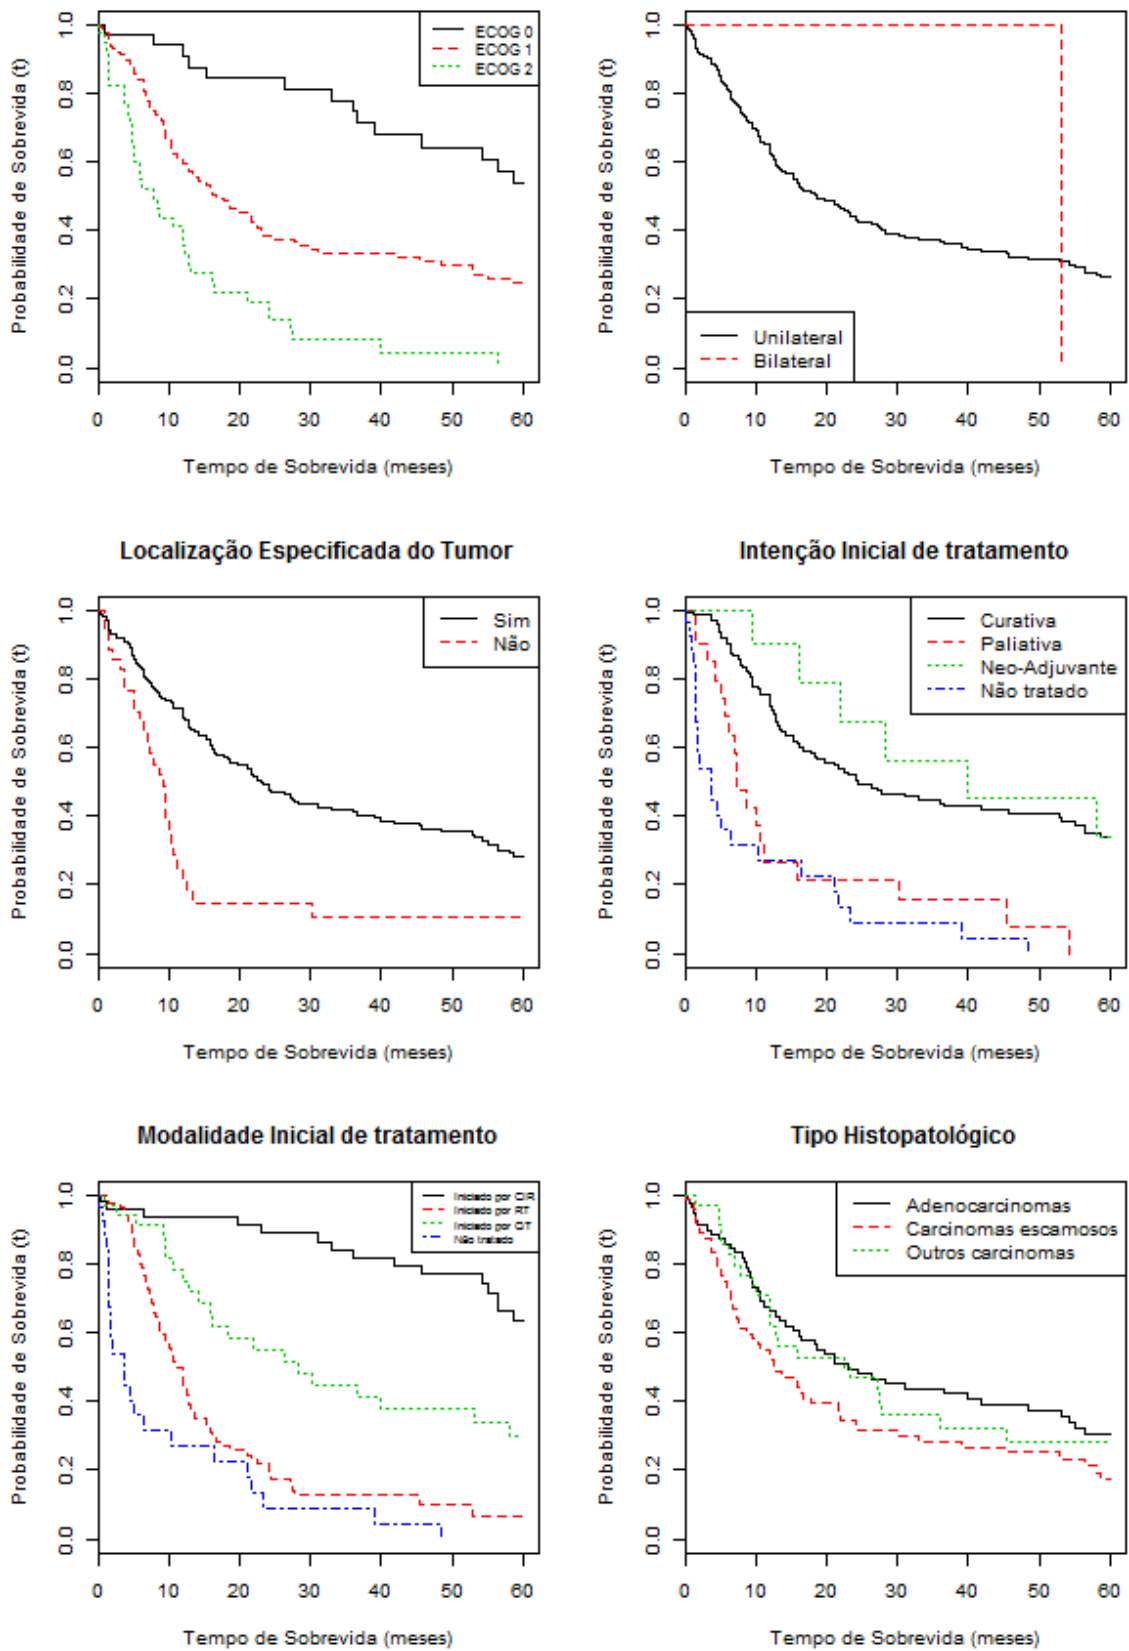 ECOG 0
ECOG 1
ECOG 2
Probabilidade de Sobrevida (t)
0.0 0.2 0.4 0.6 0.8 1.0
0 10 20 30 40 50 60
Tempo de Sobrevida (meses)
Unilateral
Bilateral
Probabilidade de Sobrevida (t)
0.0 0.2 0.4 0.6 0.8 1.0
0 10 20 30 40 50 60
Tempo de Sobrevida (meses)
Localização Especificada do Tumor
Sim
Não
Probabilidade de Sobrevida (t)
0.0 0.2 0.4 0.6 0.8 1.0
0 10 20 30 40 50 60
Tempo de Sobrevida (meses)
Intenção Inicial de tratamento
Curativa
Paliativa
Neo-Adjuvante
Não tratado
Probabilidade de Sobrevida (t)
0.0 0.2 0.4 0.6 0.8 1.0
0 10 20 30 40 50 60
Tempo de Sobrevida (meses)
Modalidade Inicial de tratamento
Iniciado por CIR
Iniciado por RT
Iniciado por QT
Não tratado
Probabilidade de Sobrevida (t)
0.0 0.2 0.4 0.6 0.8 1.0
0 10 20 30 40 50 60
Tempo de Sobrevida (meses)
Tipo Histopatológico
Adenocarcinomas
Carcinomas escamosos
Outros carcinomas
Probabilidade de Sobrevida (t)
0.0 0.2 0.4 0.6 0.8 1.0
0 10 20 30 40 50 60
Tempo de Sobrevida (meses)